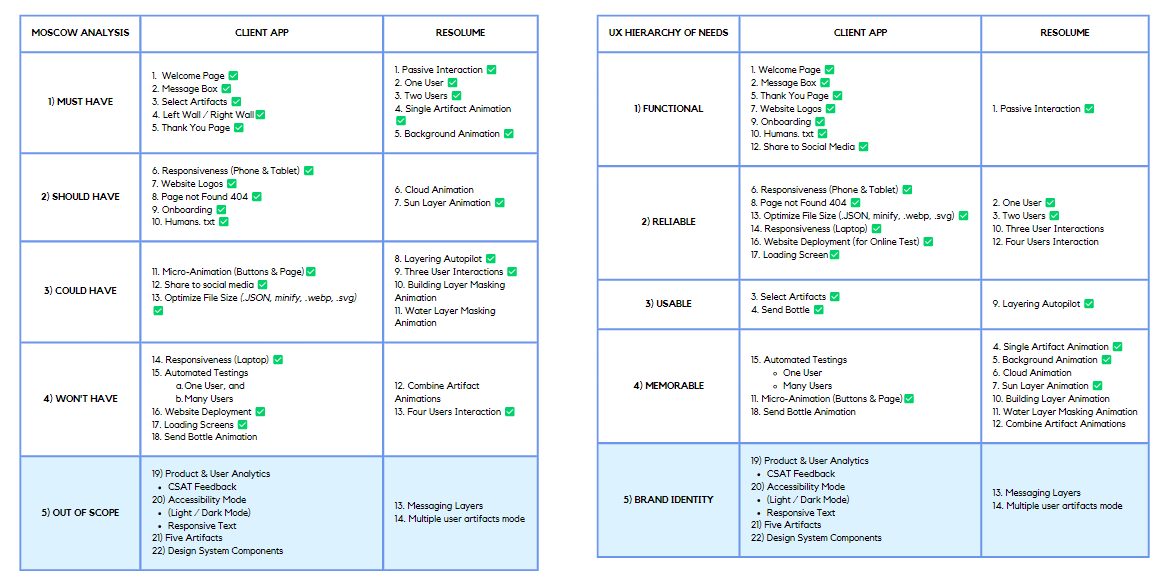 MOSCOW ANALYSIS
CLIENT APP
RESOLUME
1) MUST HAVE
1. Welcome Page ✅
2. Message Box ✅
3. Select Artifacts ✅
4. Left Wall / Right Wall ✅
5. Thank You Page ✅
1. Passive Interaction ✅
2. One User ✅
3. Two Users ✅
4. Single Artifact Animation
✅
5. Background Animation ✅
2) SHOULD HAVE
6. Responsiveness (Phone & Tablet) ✅
7. Website Logos ✅
8. Page not Found 404 ✅
9. Onboarding ✅
10. Humans. txt ✅
6. Cloud Animation
7. Sun Layer Animation ✅
3) COULD HAVE
11. Micro-Animation (Buttons & Page) ✅
12. Share to social media ✅
13. Optimize File Size (.JSON, minify, .webp, .svg)
✅
8. Layering Autopilot ✅
9. Three User Interactions ✅
10. Building Layer Masking
Animation
11. Water Layer Masking
Animation
4) WON'T HAVE
14. Responsiveness (Laptop) ✅
15. Automated Testings
a. One User, and
b. Many Users
16. Website Deployment ✅
17. Loading Screens ✅
18. Send Bottle Animation
12. Combine Artifact
Animations
13. Four Users Interaction ✅
5) OUT OF SCOPE
19) Product & User Analytics
• CSAT Feedback
20) Accessibility Mode
• (Light / Dark Mode)
• Responsive Text
21) Five Artifacts
22) Design System Components
13. Messaging Layers
14. Multiple user artifacts mode
UX HIERARCHY OF NEEDS
CLIENT APP
RESOLUME
1) FUNCTIONAL
1. Welcome Page ✅
2. Message Box ✅
5. Thank You Page ✅
7. Website Logos ✅
9. Onboarding ✅
10. Humans. txt ✅
12. Share to Social Media ✅
1. Passive Interaction ✅
2) RELIABLE
6. Responsiveness (Phone & Tablet) ✅
8. Page not Found 404 ✅
13. Optimize File Size (.JSON, minify, .webp, .svg) ✅
14. Responsiveness (Laptop) ✅
16. Website Deployment (for Online Test) ✅
17. Loading Screen ✅
2. One User ✅
3. Two Users ✅
10. Three User Interactions
12. Four Users Interaction
3) USABLE
3. Select Artifacts ✅
4. Send Bottle ✅
9. Layering Autopilot ✅
4) MEMORABLE
15. Automated Testings
◦ One User
◦ Many Users
11. Micro-Animation (Buttons & Page) ✅
18. Send Bottle Animation
4. Single Artifact Animation ✅
5. Background Animation ✅
6. Cloud Animation
7. Sun Layer Animation ✅
10. Building Layer Animation
11. Water Layer Masking Animation
12. Combine Artifact Animations
5) BRAND IDENTITY
19) Product & User Analytics
• CSAT Feedback
20) Accessibility Mode
• (Light / Dark Mode)
• Responsive Text
21) Five Artifacts
22) Design System Components
13. Messaging Layers
14. Multiple user artifacts mode